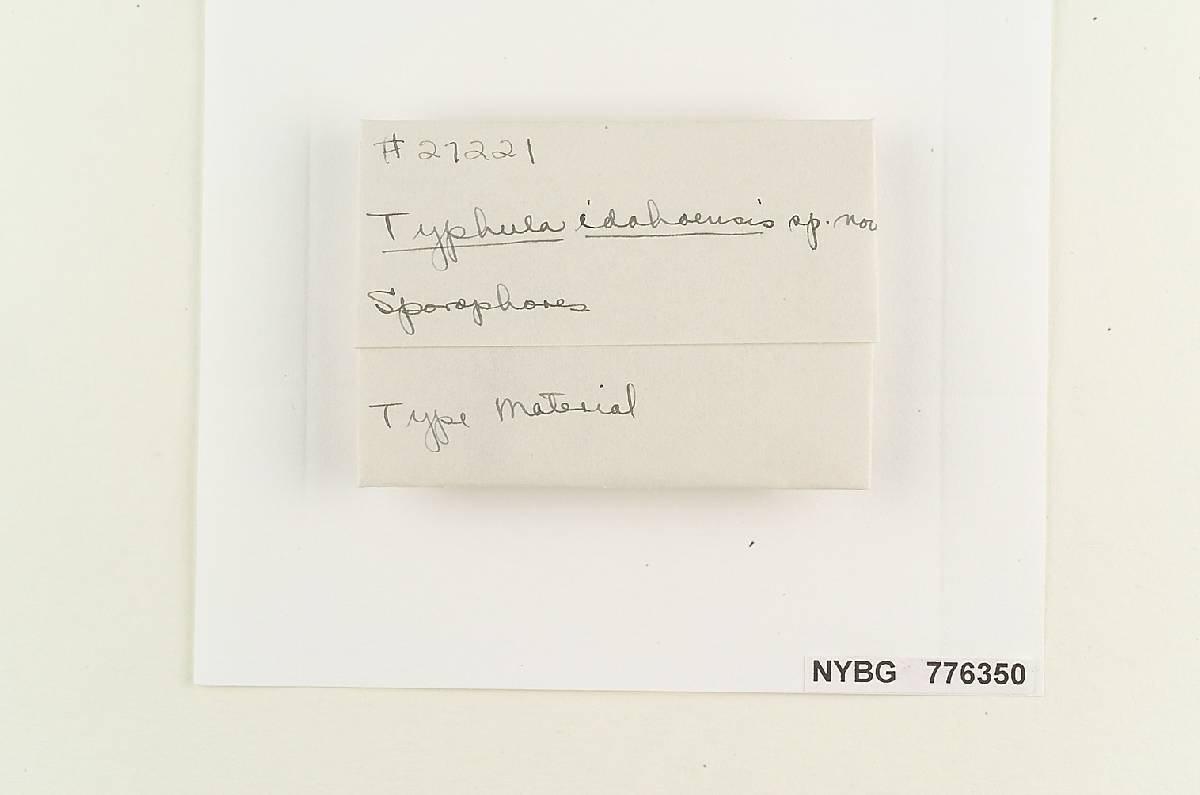 # 27221
Typhula idahoensis sp. nov
Sporophores
Type Material
NYBG 776350